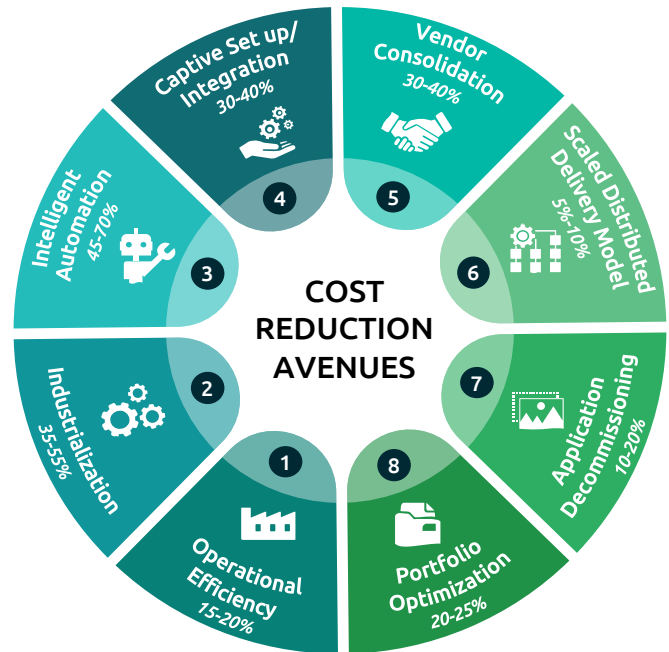 COST
REDUCTION
AVENUES
1
Operational
Efficiency
15-20%
2
Industrialization
35-55%
3
Intelligent
Automation
45-70%
4
Captive Set up/
Integration
30-40%
5
Vendor
Consolidation
30-40%
6
Scaled Distributed
Delivery Model
5%-10%
7
Application
Decommissioning
10-20%
8
Portfolio
Optimization
20-25%